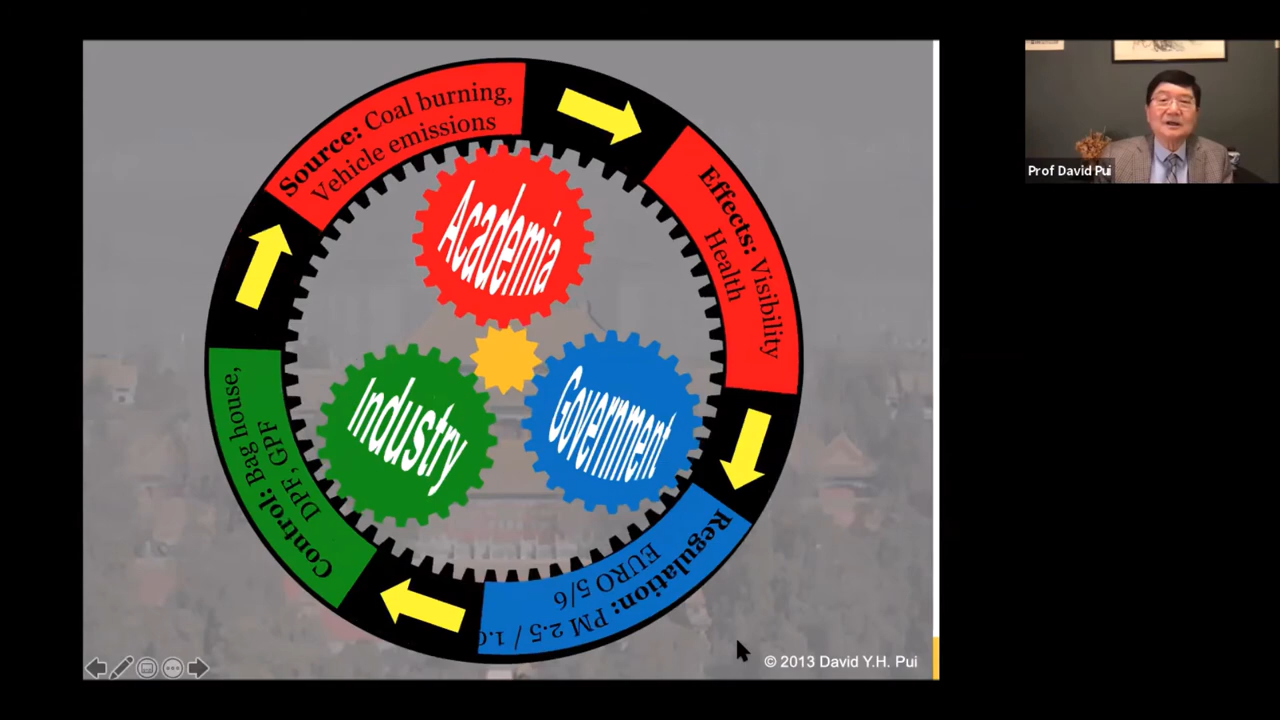 Source: Coal burning,
Vehicle emissions
Effects: Visibility
Health
Academia
Industry
Government
Control: Bag house,
DPF, GPF
Regulation: PM 2.5 / 1.0
EURO 5/6
© 2013 David Y.H. Pui
Prof David Pui